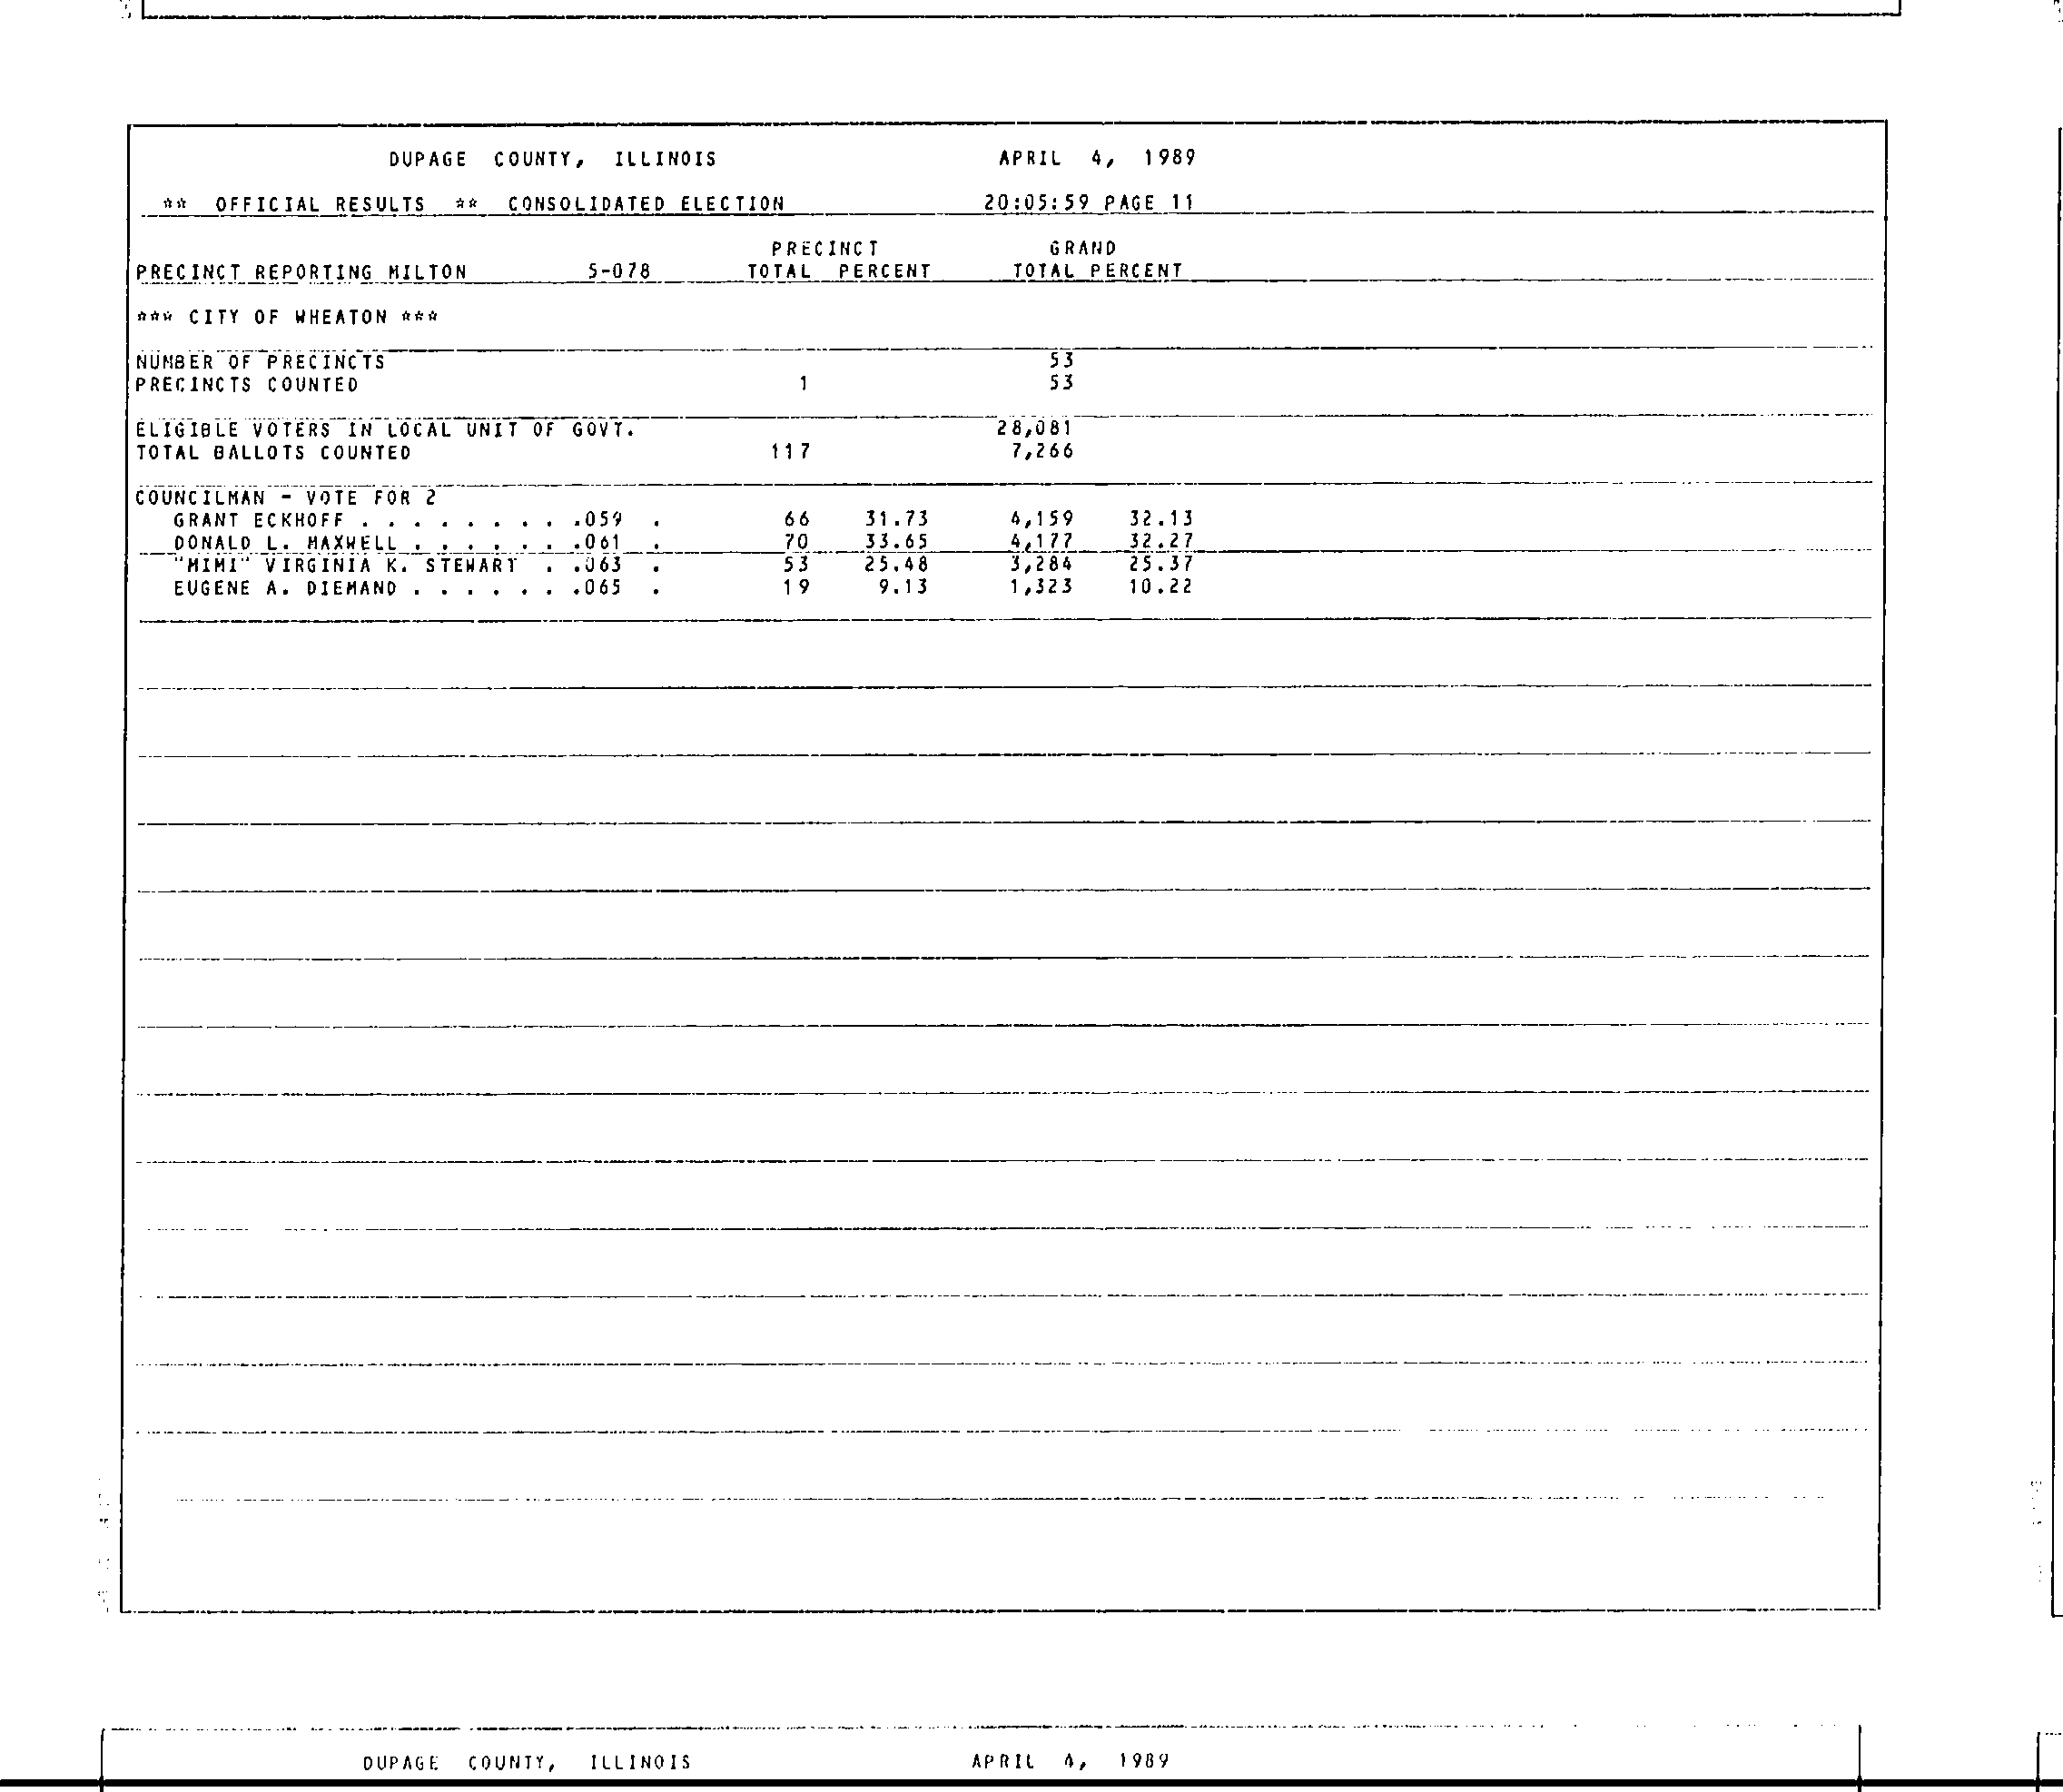 DUPAGE COUNTY, ILLINOIS APRIL 4, 1989
** OFFICIAL RESULTS ** CONSOLIDATED ELECTION 20:05:59 PAGE 11
PRECINCT GRAND
PRECINCT REPORTING MILTON 5-078 TOTAL PERCENT TOTAL PERCENT
*** CITY OF WHEATON ***
NUMBER OF PRECINCTS 53
PRECINCTS COUNTED 1 53
ELIGIBLE VOTERS IN LOCAL UNIT OF GOVT. 28,081
TOTAL BALLOTS COUNTED 117 7,266
COUNCILMAN - VOTE FOR 2
GRANT ECKHOFF . . . . . . . . .059 . 66 31.73 4,159 32.13
DONALD L. MAXWELL . . . . . . .061 . 70 33.65 4,177 32.27
"MIMI" VIRGINIA K. STEWART . .063 . 53 25.48 3,284 25.37
EUGENE A. DIEMAND . . . . . . .065 . 19 9.13 1,323 10.22
DUPAGE COUNTY, ILLINOIS APRIL 4, 1989